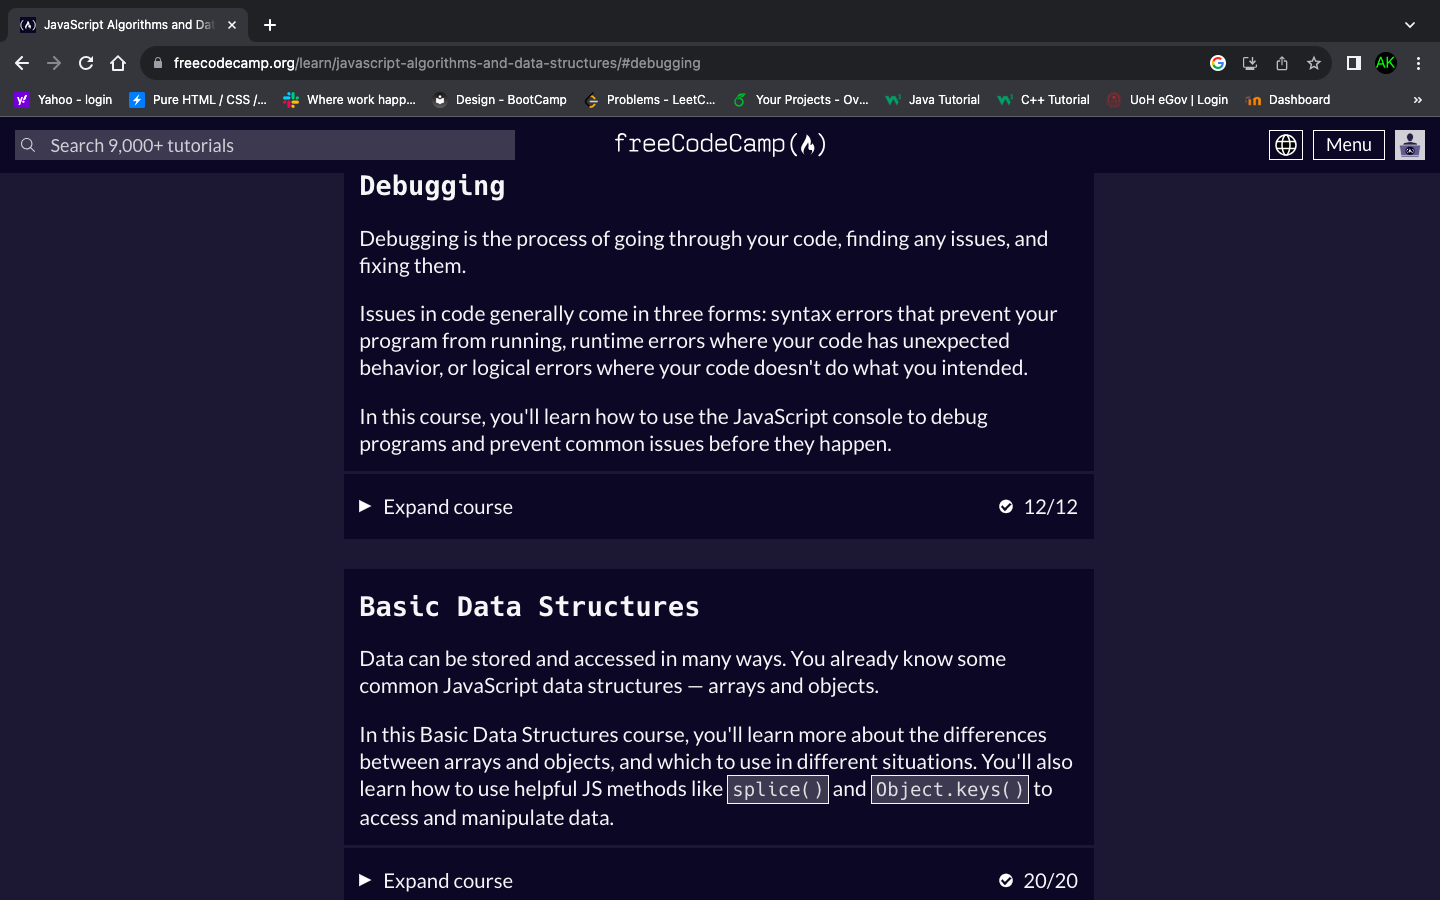 JavaScript Algorithms and Dat
freecodecamp.org/learn/javascript-algorithms-and-data-structures/#debugging
AK
Yahoo - login
Pure HTML / CSS /...
Where work happ...
Design - BootCamp
Problems - LeetC...
Your Projects - Ov...
Java Tutorial
C++ Tutorial
UoH eGov | Login
Dashboard
»
Search 9,000+ tutorials
freeCodeCamp
Menu
Debugging
Debugging is the process of going through your code, finding any issues, and
fixing them.
Issues in code generally come in three forms: syntax errors that prevent your
program from running, runtime errors where your code has unexpected
behavior, or logical errors where your code doesn't do what you intended.
In this course, you'll learn how to use the JavaScript console to debug
programs and prevent common issues before they happen.
Expand course
12/12
Basic Data Structures
Data can be stored and accessed in many ways. You already know some
common JavaScript data structures — arrays and objects.
In this Basic Data Structures course, you'll learn more about the differences
between arrays and objects, and which to use in different situations. You'll also
learn how to use helpful JS methods like splice() and Object.keys() to
access and manipulate data.
Expand course
20/20